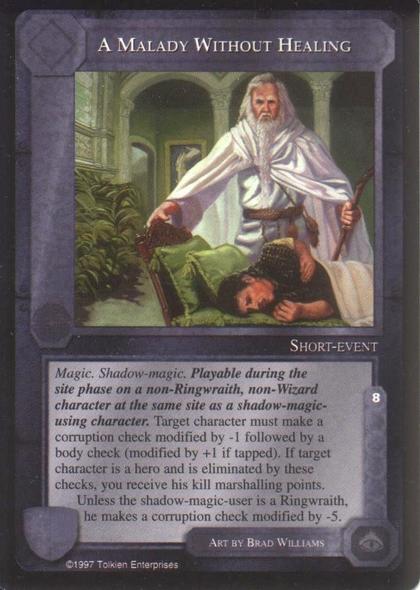 A Malady Without Healing
Short-event
Magic. Shadow-magic. Playable during the
site phase on a non-Ringwraith, non-Wizard
character at the same site as a shadow-magic-
using character. Target character must make a
corruption check modified by -1 followed by a
body check (modified by +1 if tapped). If target
character is a hero and is eliminated by these
checks, you receive his kill marshalling points.
Unless the shadow-magic-user is a Ringwraith,
he makes a corruption check modified by -5.
8
Art by Brad Williams
©1997 Tolkien Enterprises